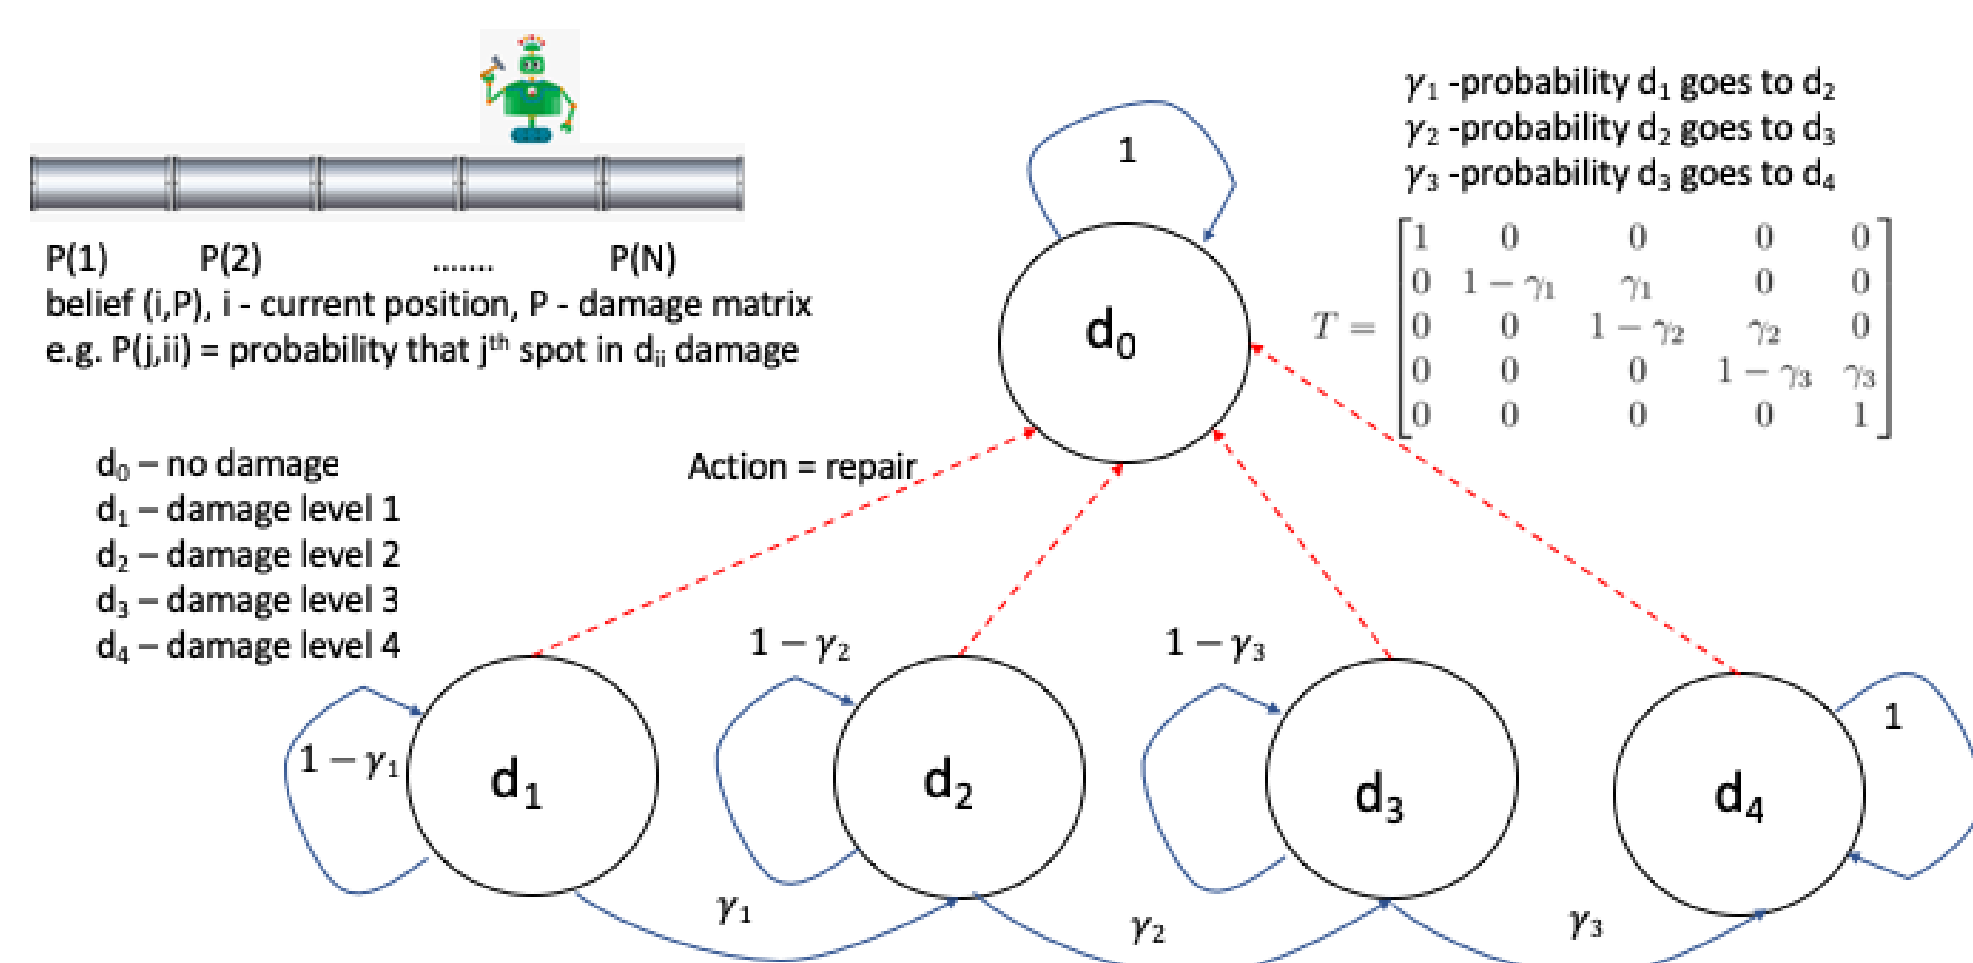 P(1) P(2) ....... P(N)
belief (i,P), i - current position, P - damage matrix
e.g. P(j,ii) = probability that jᵗʰ spot in dᵢᵢ damage
d₀ – no damage
d₁ – damage level 1
d₂ – damage level 2
d₃ – damage level 3
d₄ – damage level 4
γ₁ -probability d₁ goes to d₂
γ₂ -probability d₂ goes to d₃
γ₃ -probability d₃ goes to d₄
T =
1 0 0 0 0
0 1 − γ₁ γ₁ 0 0
0 0 1 − γ₂ γ₂ 0
0 0 0 1 − γ₃ γ₃
0 0 0 0 1
1
d₀
Action = repair
1 − γ₁
d₁
γ₁
1 − γ₂
d₂
γ₂
1 − γ₃
d₃
γ₃
d₄
1